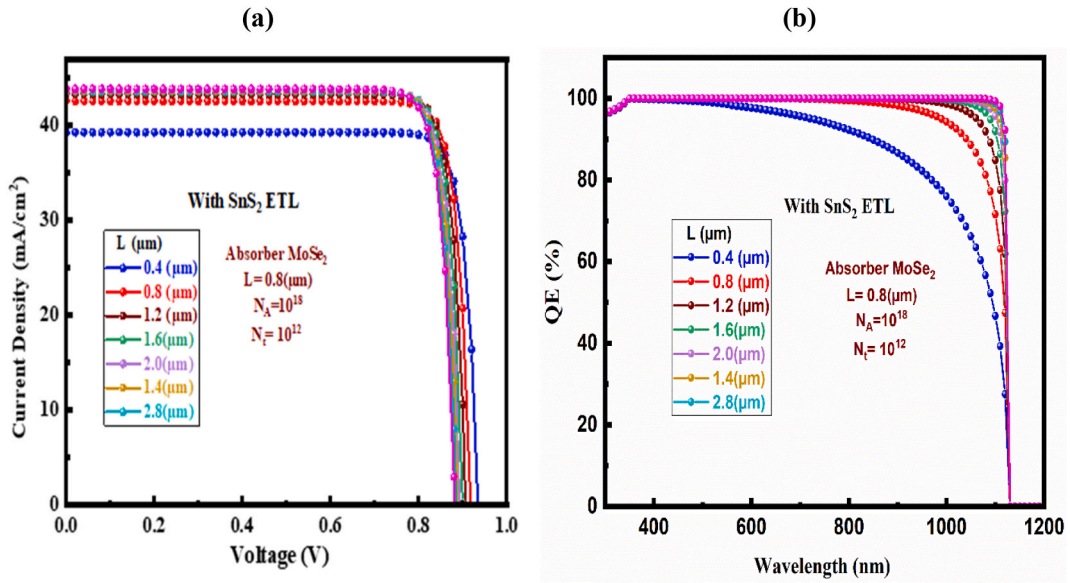 (a)
(b)
Current Density (mA/cm²)
40
30
20
10
0
With SnS₂ ETL
L (μm)
0.4 (μm)
0.8 (μm)
1.2 (μm)
1.6(μm)
2.0(μm)
1.4(μm)
2.8(μm)
Absorber MoSe₂
L= 0.8(μm)
N_A=10¹⁸
N_t= 10¹²
0.0 0.2 0.4 0.6 0.8 1.0
Voltage (V)
QE (%)
100
80
60
40
20
0
With SnS₂ ETL
L (μm)
0.4 (μm)
0.8 (μm)
1.2 (μm)
1.6(μm)
2.0(μm)
1.4(μm)
2.8(μm)
Absorber MoSe₂
L= 0.8(μm)
N_A=10¹⁸
N_t= 10¹²
400 600 800 1000 1200
Wavelength (nm)